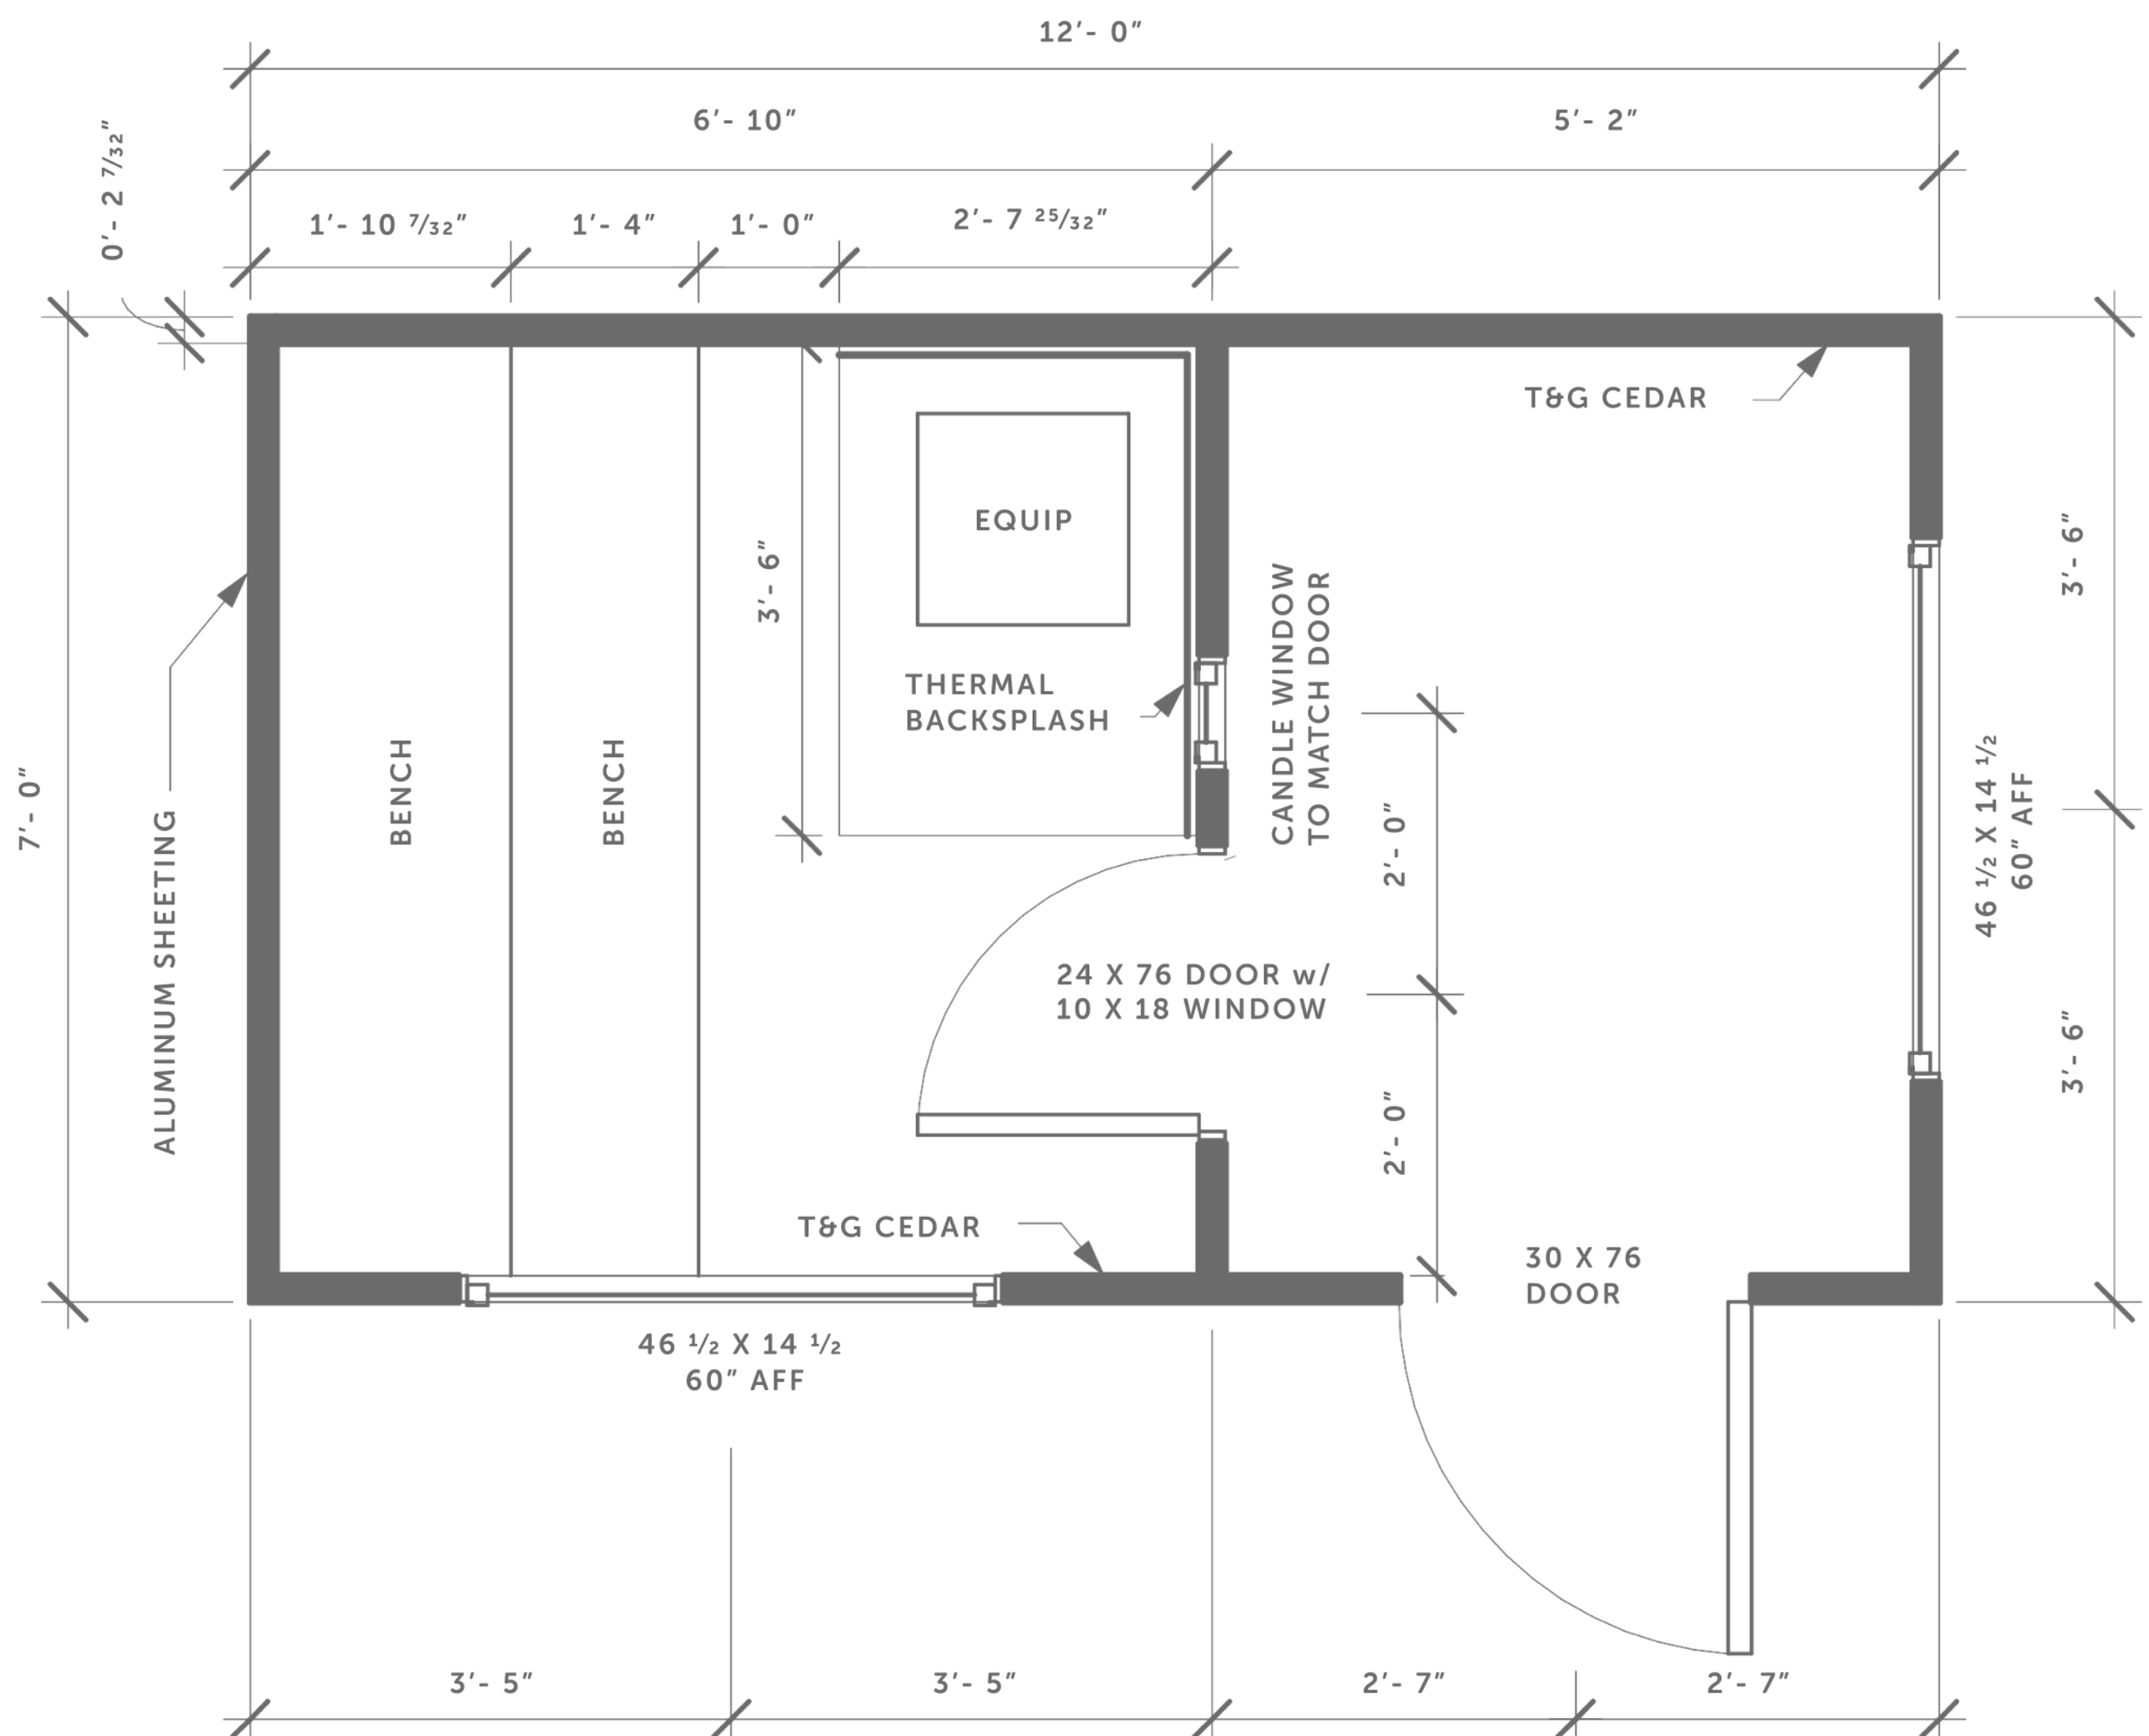 12′- 0″
6′- 10″
5′- 2″
0′- 2 7/32″
1′- 10 7/32″
1′- 4″
1′- 0″
2′- 7 25/32″
T&G CEDAR
EQUIP
3′- 6″
3′- 6″
THERMAL
BACKSPLASH
CANDLE WINDOW
TO MATCH DOOR
BENCH
BENCH
7′- 0″
ALUMINUM SHEETING
2′- 0″
46 1/2 X 14 1/2
60″ AFF
24 X 76 DOOR w/
10 X 18 WINDOW
2′- 0″
3′- 6″
T&G CEDAR
30 X 76
DOOR
46 1/2 X 14 1/2
60″ AFF
3′- 5″
3′- 5″
2′- 7″
2′- 7″